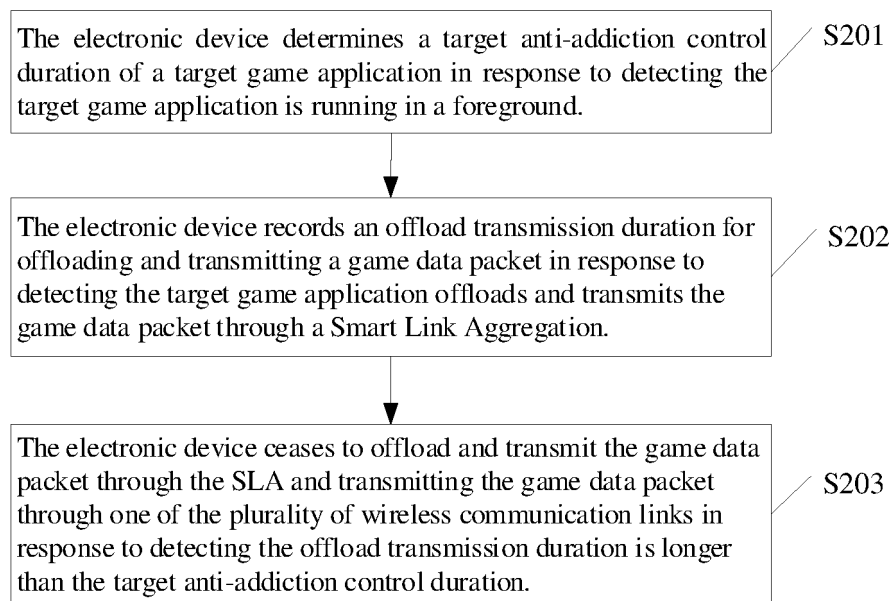 The electronic device determines a target anti-addiction control
duration of a target game application in response to detecting the
target game application is running in a foreground.
S201
The electronic device records an offload transmission duration for
offloading and transmitting a game data packet in response to
detecting the target game application offloads and transmits the
game data packet through a Smart Link Aggregation.
S202
The electronic device ceases to offload and transmit the game data
packet through the SLA and transmitting the game data packet
through one of the plurality of wireless communication links in
response to detecting the offload transmission duration is longer
than the target anti-addiction control duration.
S203